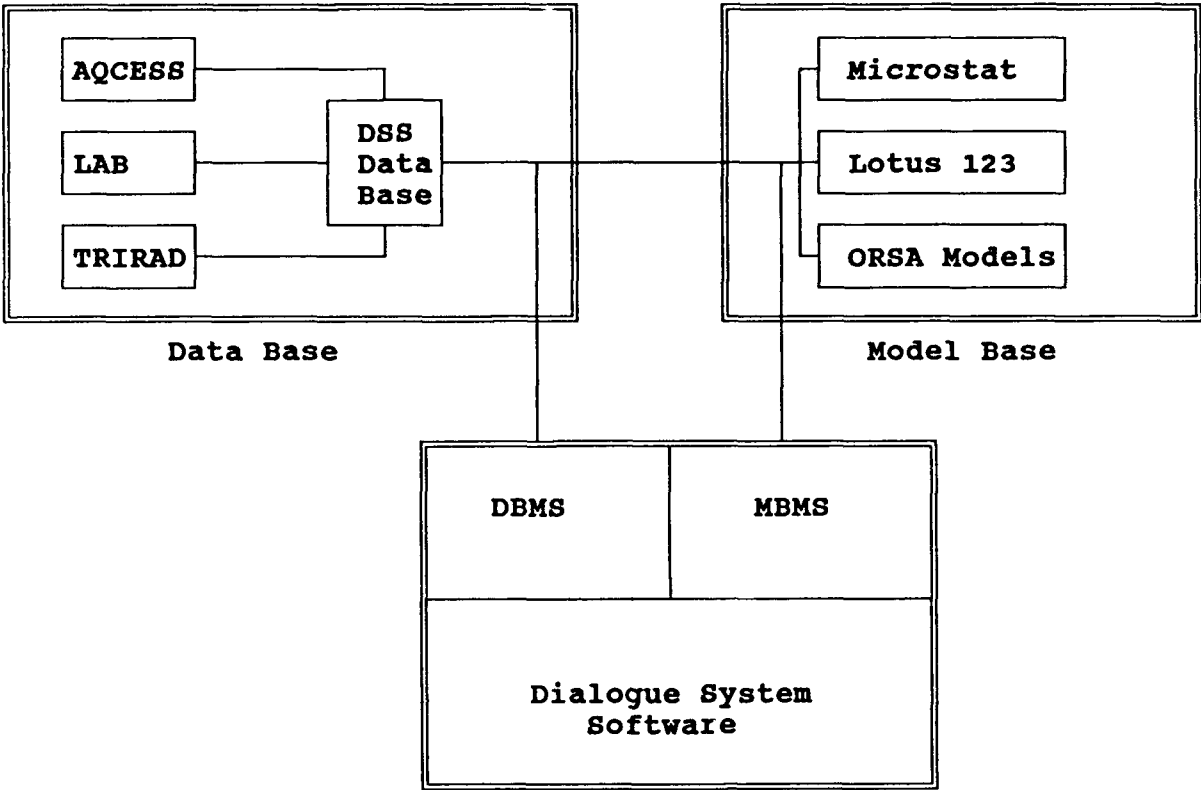 AQCESS
LAB
TRIRAD
DSS
Data
Base
Data Base
Microstat
Lotus 123
ORSA Models
Model Base
DBMS
MBMS
Dialogue System
Software